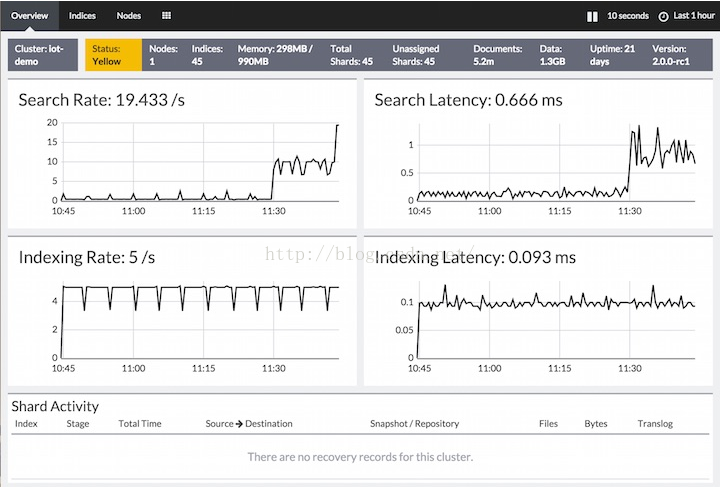 Overview Indices Nodes 10 seconds Last 1 hour
Cluster: Iot- Status: Nodes: Indices: Memory: 298MB / Total Unassigned Documents: Data: Uptime: 21 Version:
demo Yellow 1 45 990MB Shards: 45 Shards: 45 5.2m 1.3GB days 2.0.0-rc1
Search Rate: 19.433 /s
20
15
10
5
0
10:45 11:00 11:15 11:30
Search Latency: 0.666 ms
1
0.5
0
10:45 11:00 11:15 11:30
Indexing Rate: 5 /s
4
2
0
10:45 11:00 11:15 11:30
Indexing Latency: 0.093 ms
0.1
0.05
0
10:45 11:00 11:15 11:30
Shard Activity
Index Stage Total Time Source → Destination Snapshot / Repository Files Bytes Translog
There are no recovery records for this cluster.